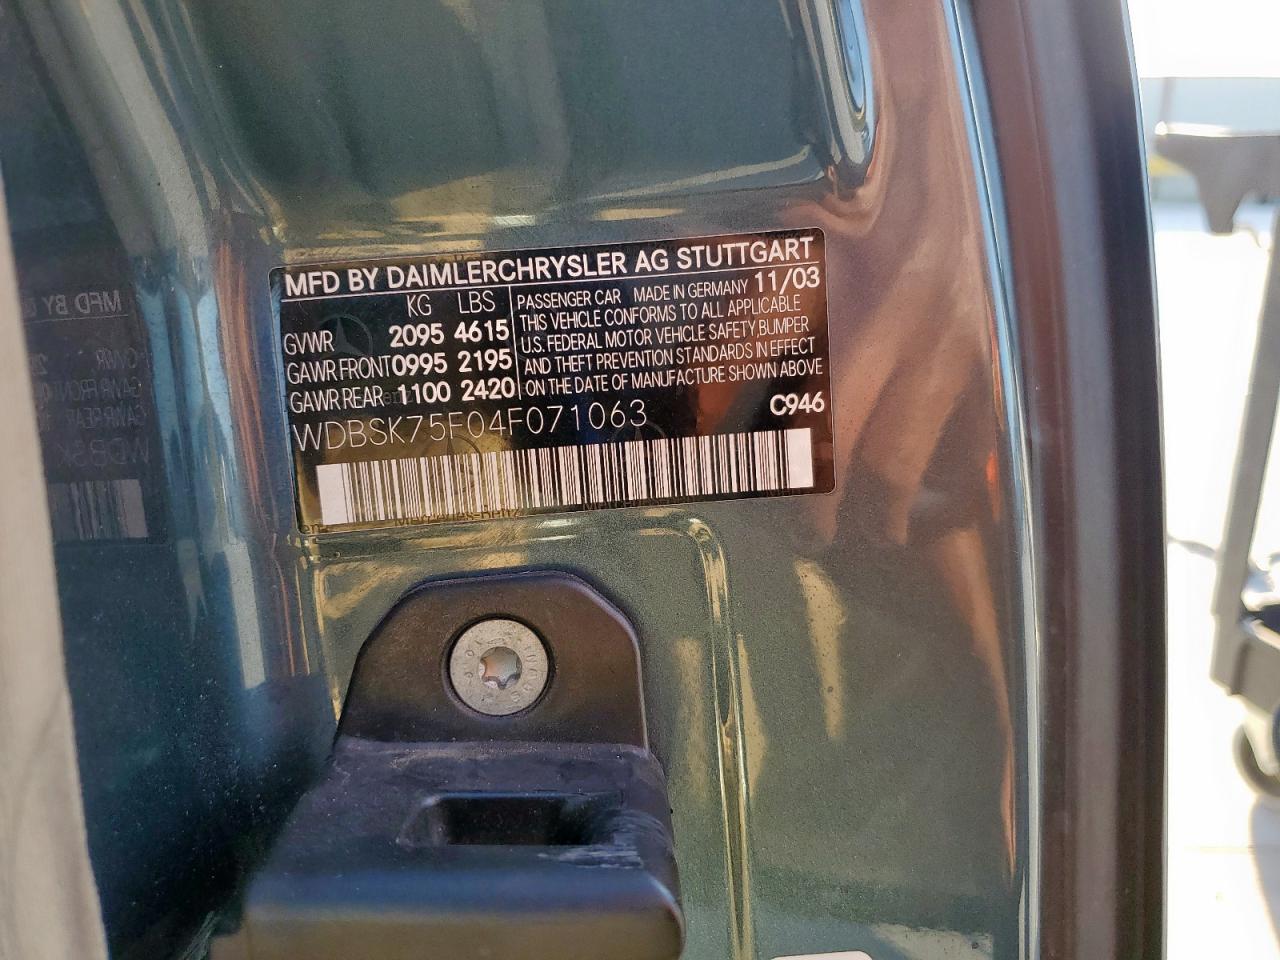 MFD BY DAIMLERCHRYSLER AG STUTTGART
KG LBS
GVWR 2095 4615
GAWR FRONT 0995 2195
GAWR REAR 1100 2420
PASSENGER CAR MADE IN GERMANY 11/03
THIS VEHICLE CONFORMS TO ALL APPLICABLE
U.S. FEDERAL MOTOR VEHICLE SAFETY, BUMPER
AND THEFT PREVENTION STANDARDS IN EFFECT
ON THE DATE OF MANUFACTURE SHOWN ABOVE
WDBSK75F04F071063 C946
Mercedes-Benz